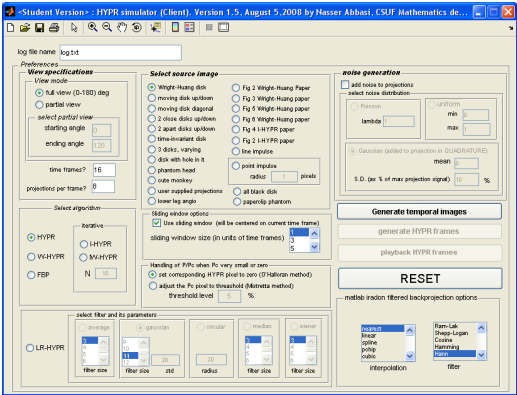 <Student Version> : HYPR simulator (Client). Version 1.5, August 5,2008 by Nasser Abbasi, CSUF Mathematics de...
log file name log.txt
Preferences
View specifications
View mode
full view (0-180) deg
partial view
select partial view
starting angle 0
ending angle 120
time frames? 16
projections per frame? 8
Select source image
Wright-Huang disk
moving disk up/down
moving disk diagonal
2 close disks up/down
2 apart disks up/down
time-invariant disk
3 disks, varying
disk with hole in it
phantom head
cute monkey
user supplied projections
lower leg angio
Fig 2 Wright-Huang Paper
Fig 3 Wright-Huang paper
Fig 5 Wright-Huang paper
Fig 6 Wright-Huang paper
Fig 4 I-HYPR paper
Fig 2 I-HYPR paper
line impulse
point impulse
radius 1 pixels
all black disk
paperclip phantom
noise generation
add noise to projections
select noise distribution
Poisson
lambda 1
uniform
min 0
max 1
Gaussian (added to projection in QUADRATURE)
mean 0
S.D. (as % of max projection signal) 10 %
Select algorithm
HYPR
W-HYPR
FBP
iterative
I-HYPR
IW-HYPR
N 10
Sliding window options
Use sliding window (will be centered on current time frame)
sliding window size (in units of time frames)
1
3
5
Handling of P/Pc when Pc very small or zero
set corresponding HYPR pixel to zero (O'Halloran method)
adjust the Pc pixel to threshold (Mistretta method)
threshold level 5 %
Generate temporal images
generate HYPR frames
playback HYPR frames
RESET
matlab iradon filtered backprojection options
nearest
linear
spline
pchip
cubic
interpolation
Ram-Lak
Shepp-Logan
Cosine
Hamming
Hann
filter
LR-HYPR
select filter and its parameters
average
filter size
gaussian
11
20
filter size
std
circular
20
radius
median
filter size
wiener
filter size